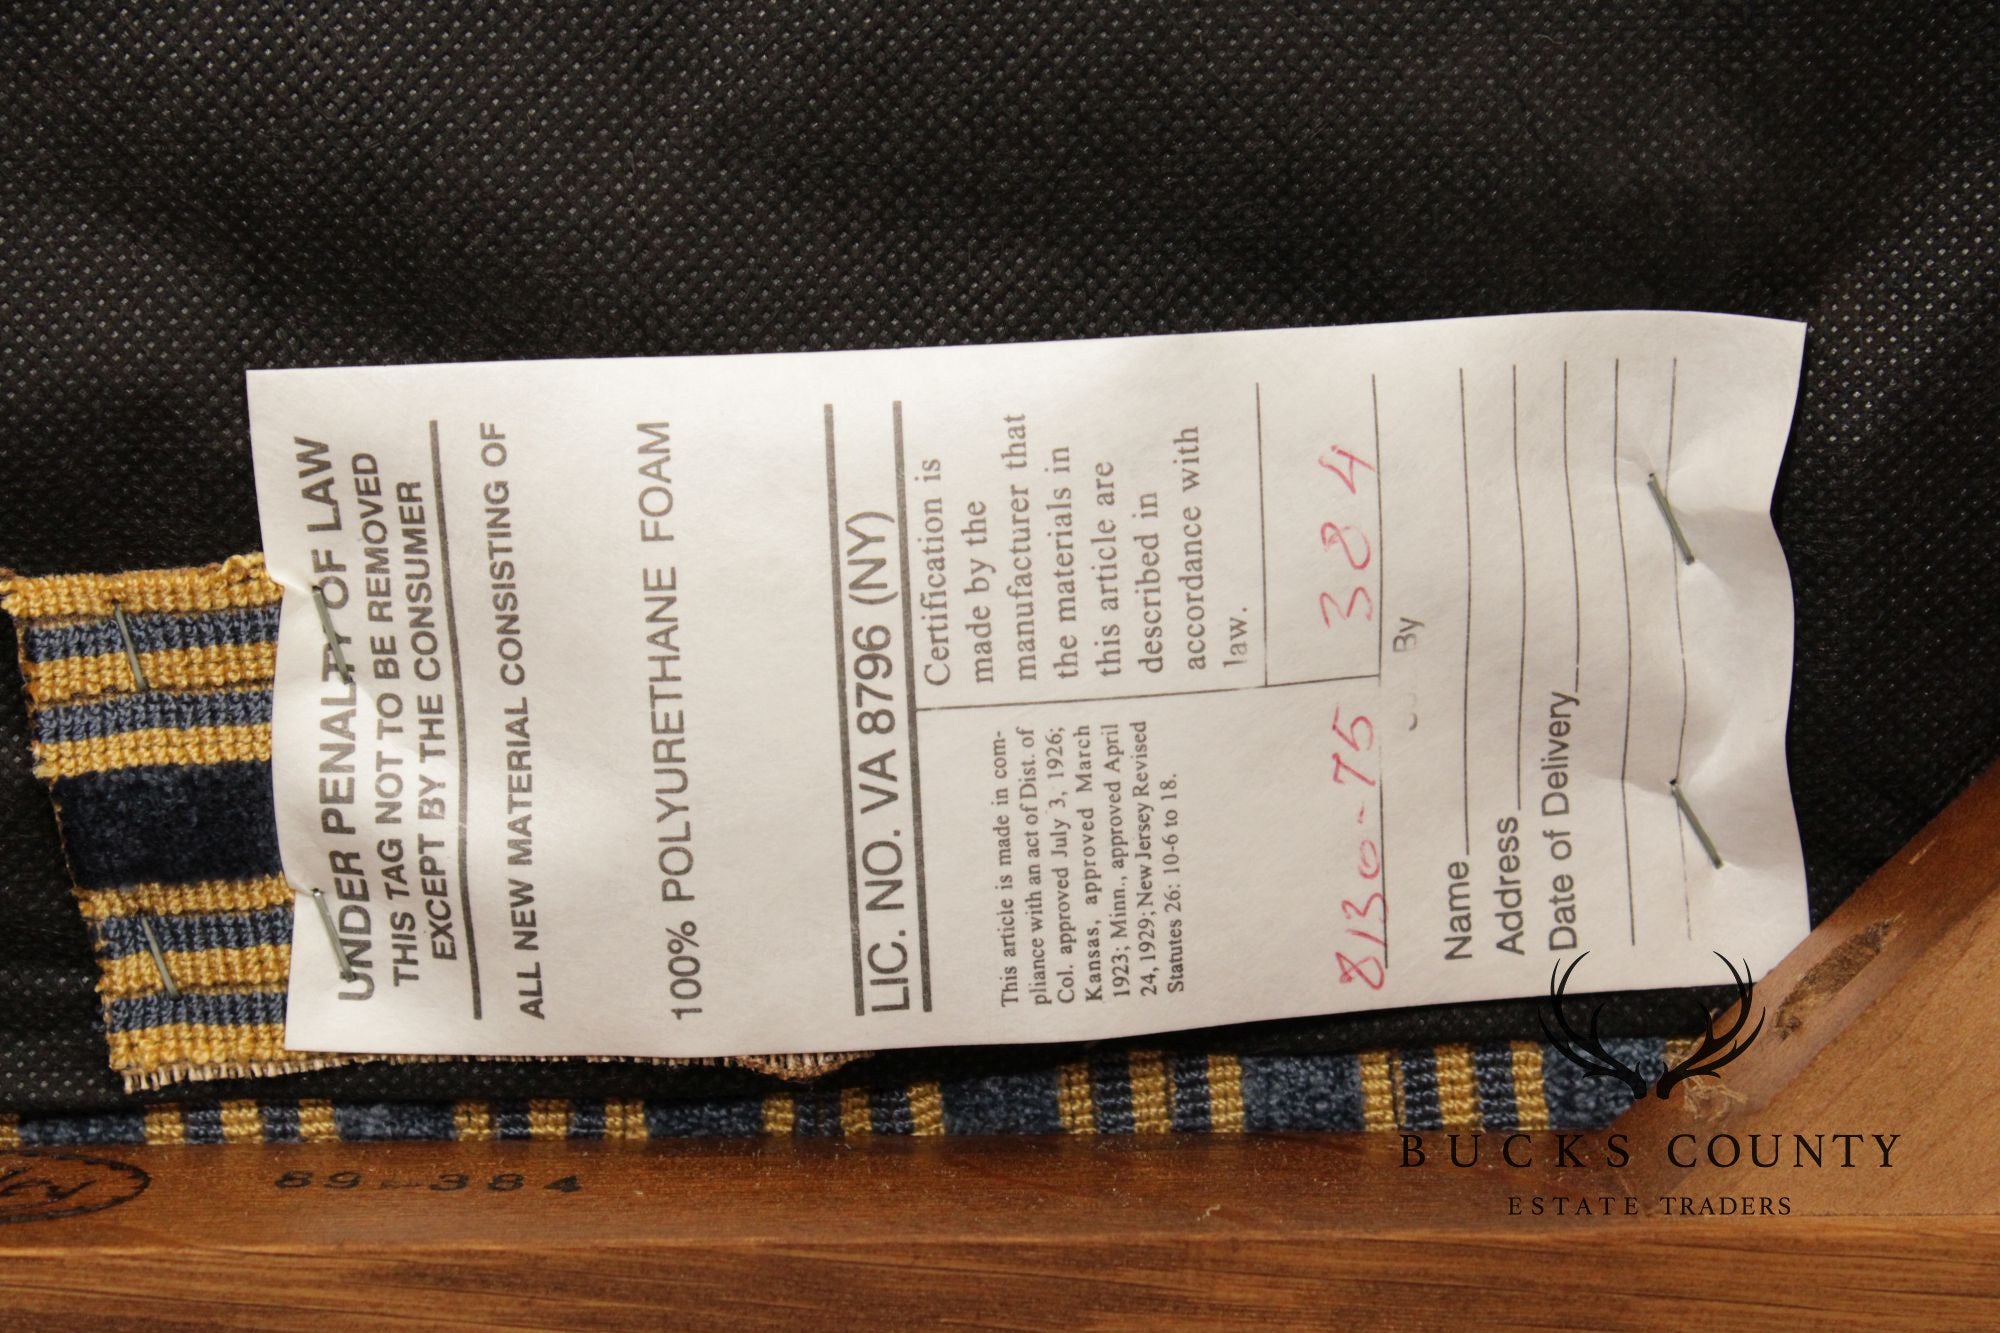 UNDER PENALTY OF LAW
THIS TAG NOT TO BE REMOVED
EXCEPT BY THE CONSUMER
ALL NEW MATERIAL CONSISTING OF
100% POLYURETHANE FOAM
LIC. NO. VA 8796 (NY)
This article is made in com-
pliance with an act of Dist. of
Col. approved July 3, 1926;
Kansas, approved March
1923; Minn., approved April
24, 1929; New Jersey Revised
Statutes 26: 10-6 to 18.
Certification is
made by the
manufacturer that
the materials in
this article are
described in
accordance with
law.
8130-75 384
By
Name
Address
Date of Delivery
89-384
BUCKS COUNTY
ESTATE TRADERS